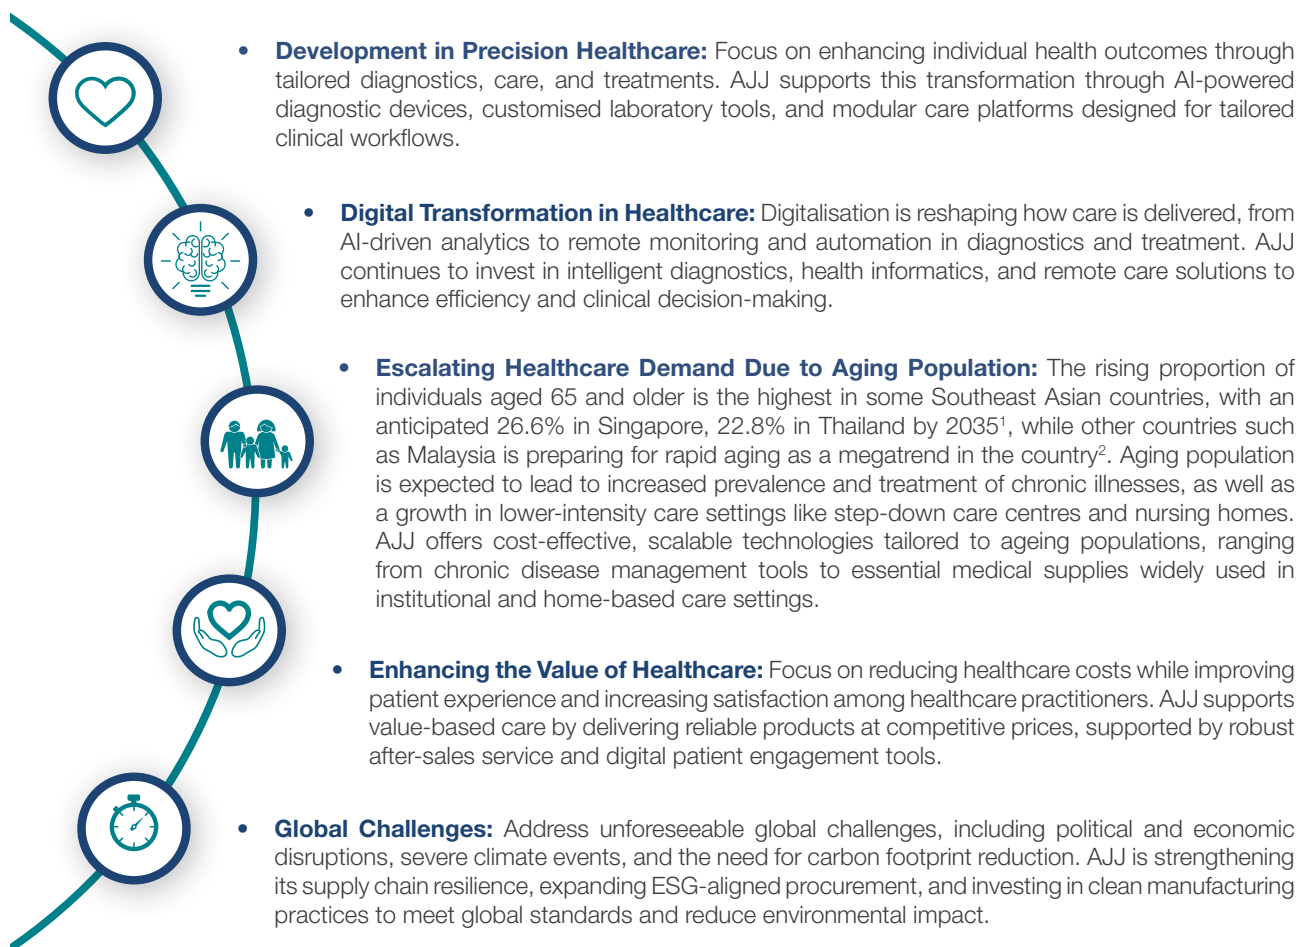 • Development in Precision Healthcare: Focus on enhancing individual health outcomes through
tailored diagnostics, care, and treatments. AJJ supports this transformation through AI-powered
diagnostic devices, customised laboratory tools, and modular care platforms designed for tailored
clinical workflows.
• Digital Transformation in Healthcare: Digitalisation is reshaping how care is delivered, from
AI-driven analytics to remote monitoring and automation in diagnostics and treatment. AJJ
continues to invest in intelligent diagnostics, health informatics, and remote care solutions to
enhance efficiency and clinical decision-making.
• Escalating Healthcare Demand Due to Aging Population: The rising proportion of
individuals aged 65 and older is the highest in some Southeast Asian countries, with an
anticipated 26.6% in Singapore, 22.8% in Thailand by 2035¹, while other countries such
as Malaysia is preparing for rapid aging as a megatrend in the country². Aging population
is expected to lead to increased prevalence and treatment of chronic illnesses, as well as
a growth in lower-intensity care settings like step-down care centres and nursing homes.
AJJ offers cost-effective, scalable technologies tailored to ageing populations, ranging
from chronic disease management tools to essential medical supplies widely used in
institutional and home-based care settings.
• Enhancing the Value of Healthcare: Focus on reducing healthcare costs while improving
patient experience and increasing satisfaction among healthcare practitioners. AJJ supports
value-based care by delivering reliable products at competitive prices, supported by robust
after-sales service and digital patient engagement tools.
• Global Challenges: Address unforeseeable global challenges, including political and economic
disruptions, severe climate events, and the need for carbon footprint reduction. AJJ is strengthening
its supply chain resilience, expanding ESG-aligned procurement, and investing in clean manufacturing
practices to meet global standards and reduce environmental impact.